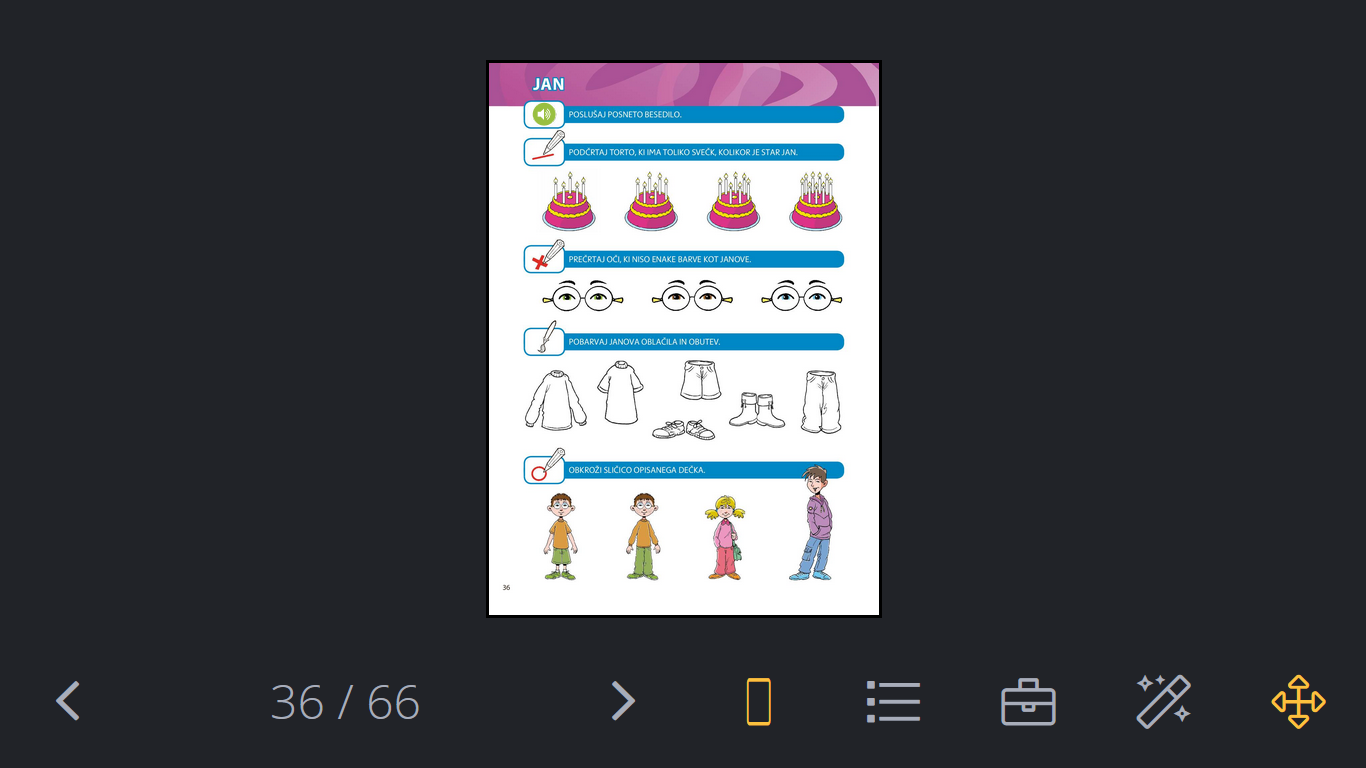 JAN
POSLUŠAJ POSNETO BESEDILO.
PODČRTAJ TORTO, KI IMA TOLIKO SVEČK, KOLIKOR JE STAR JAN.
PREČRTAJ OČI, KI NISO ENAKE BARVE KOT JANOVE.
POBARVAJ JANOVA OBLAČILA IN OBUTEV.
OBKROŽI SLIČICO OPISANEGA DEČKA.
36
36 / 66